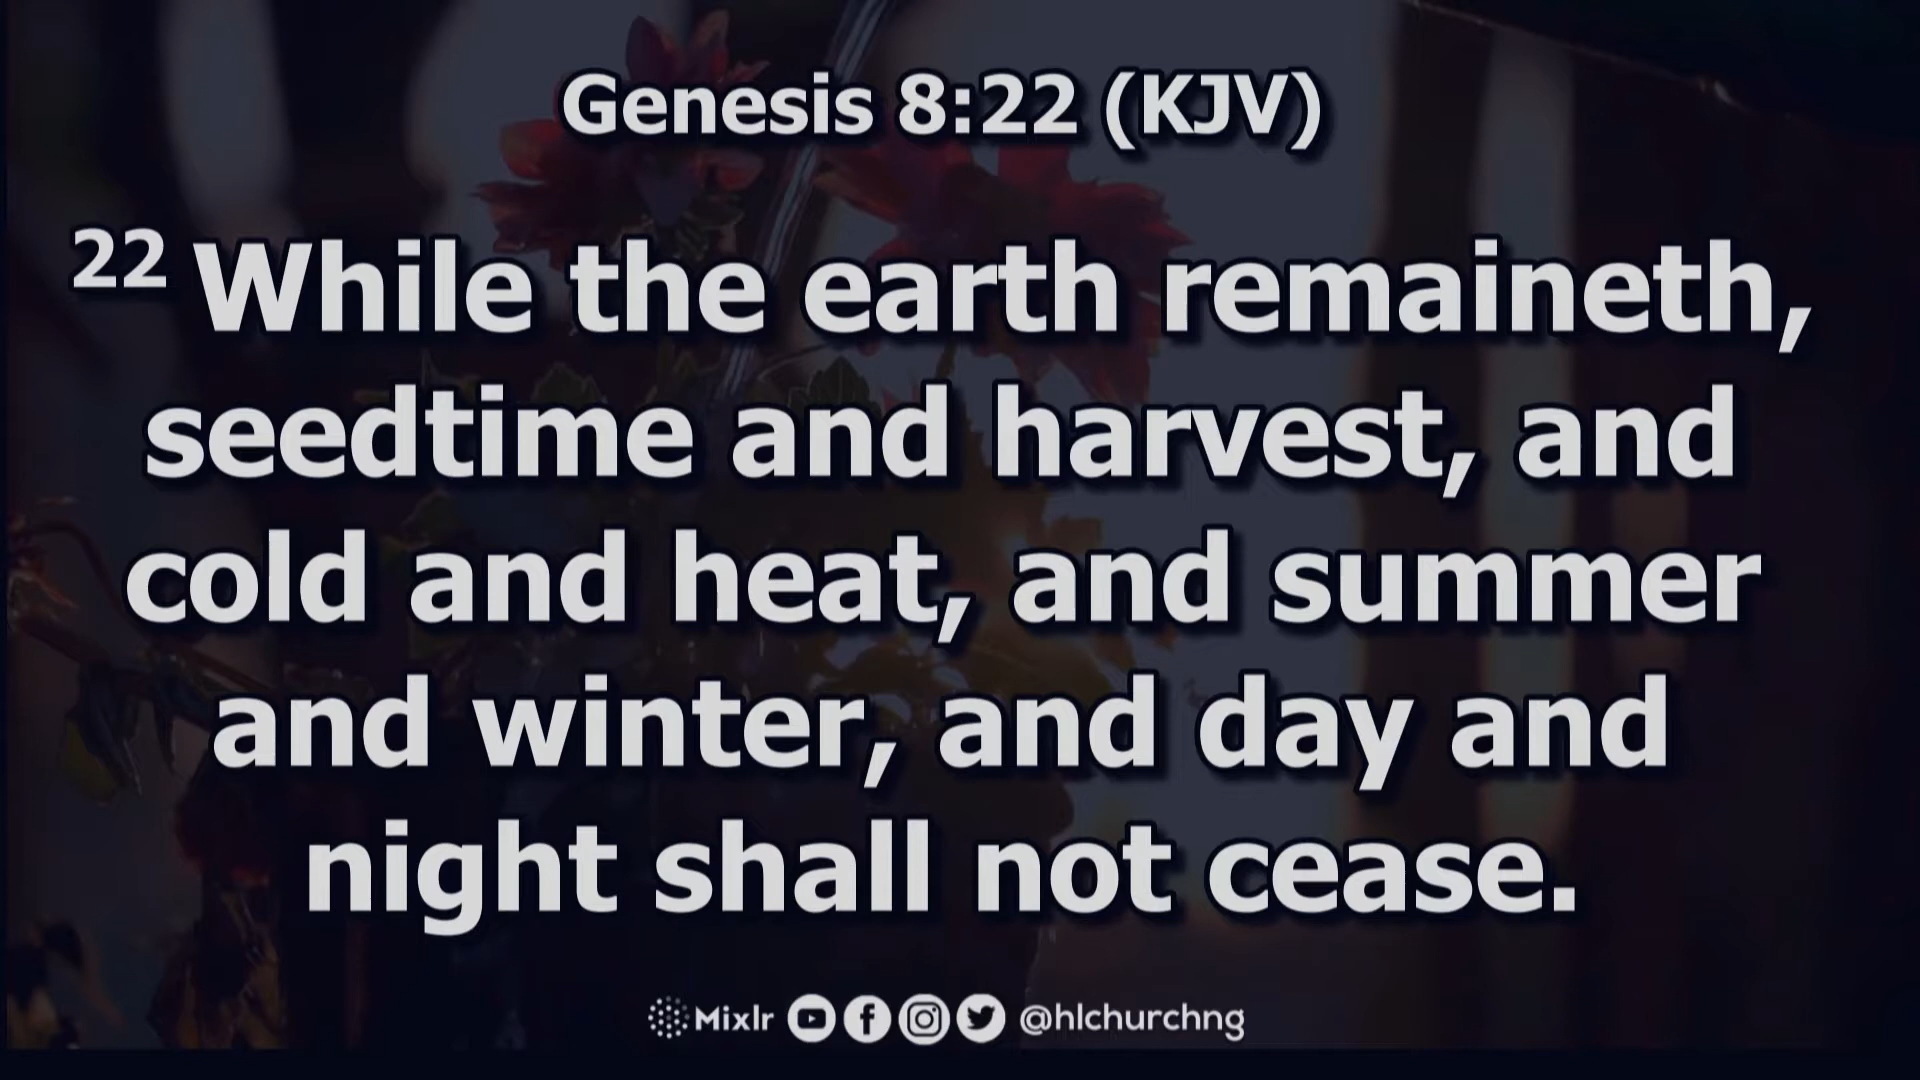 Genesis 8:22 (KJV)
22 While the earth remaineth,
seedtime and harvest, and
cold and heat, and summer
and winter, and day and
night shall not cease.
Mixlr @hlchurchng